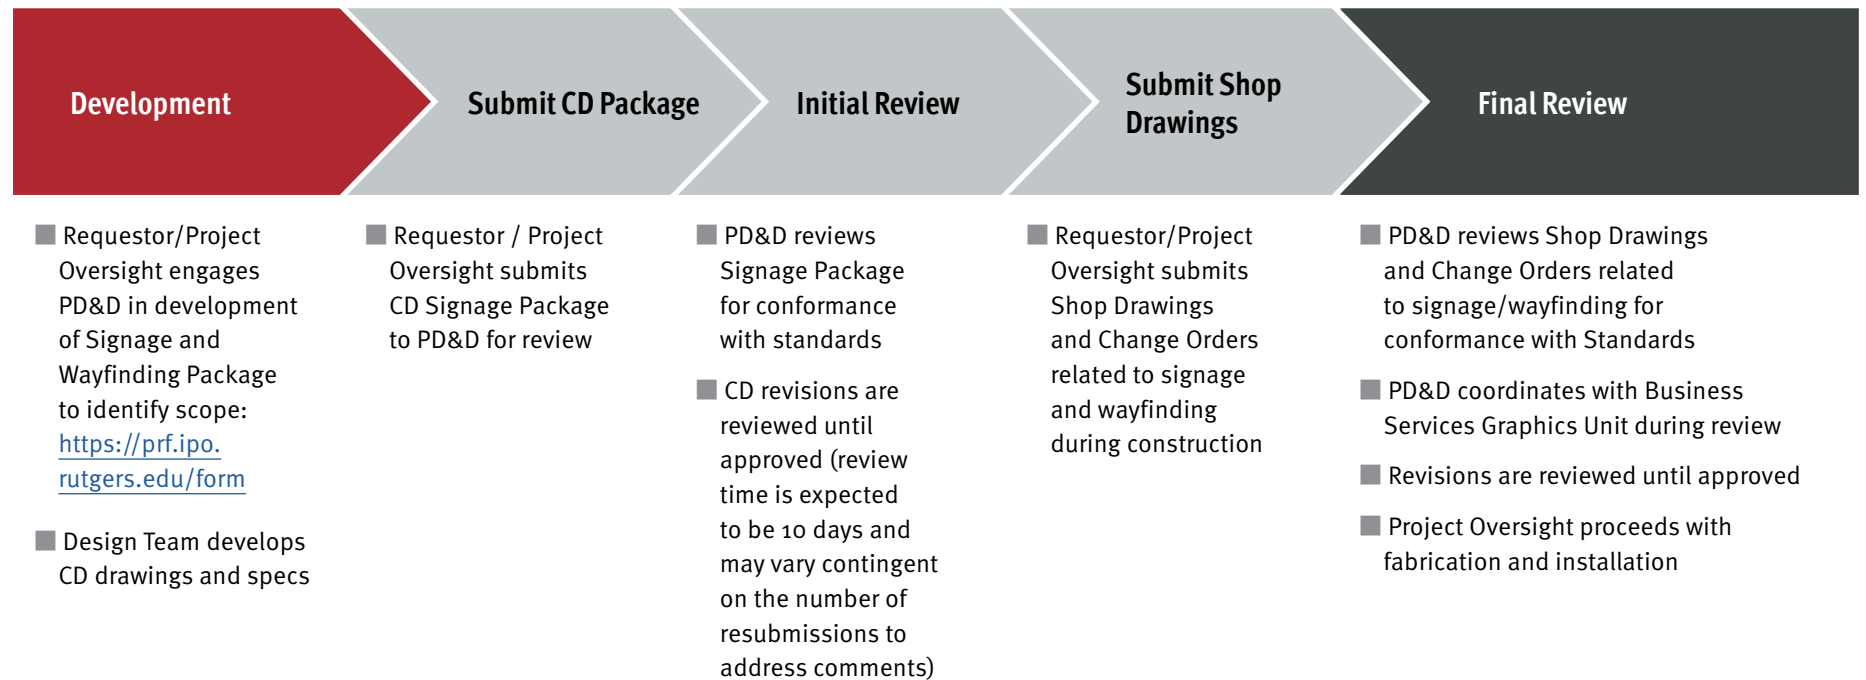 Development
Submit CD Package
Initial Review
Submit Shop
Drawings
Final Review
Requestor/Project
Oversight engages
PD&D in development
of Signage and
Wayfinding Package
to identify scope:
https://prf.ipo.
rutgers.edu/form
Design Team develops
CD drawings and specs
Requestor / Project
Oversight submits
CD Signage Package
to PD&D for review
PD&D reviews
Signage Package
for conformance
with standards
CD revisions are
reviewed until
approved (review
time is expected
to be 10 days and
may vary contingent
on the number of
resubmissions to
address comments)
Requestor/Project
Oversight submits
Shop Drawings
and Change Orders
related to signage
and wayfinding
during construction
PD&D reviews Shop Drawings
and Change Orders related
to signage/wayfinding for
conformance with Standards
PD&D coordinates with Business
Services Graphics Unit during review
Revisions are reviewed until approved
Project Oversight proceeds with
fabrication and installation